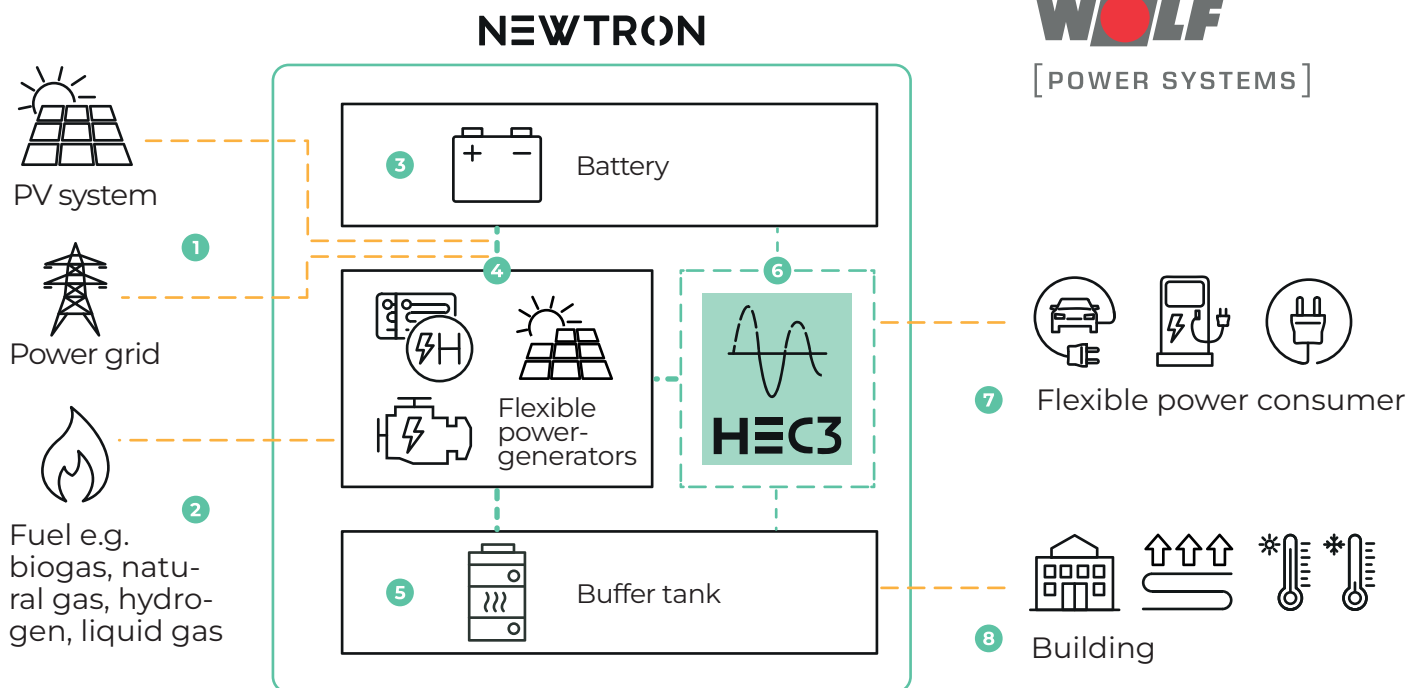 NEWTRON
WOLF
[POWER SYSTEMS]
PV system
1
Power grid
2
Fuel e.g.
biogas, natu-
ral gas, hydro-
gen, liquid gas
3
+ −
Battery
4
H
Flexible
power-
generators
6
HEC3
5
Buffer tank
7
Flexible power consumer
8
Building